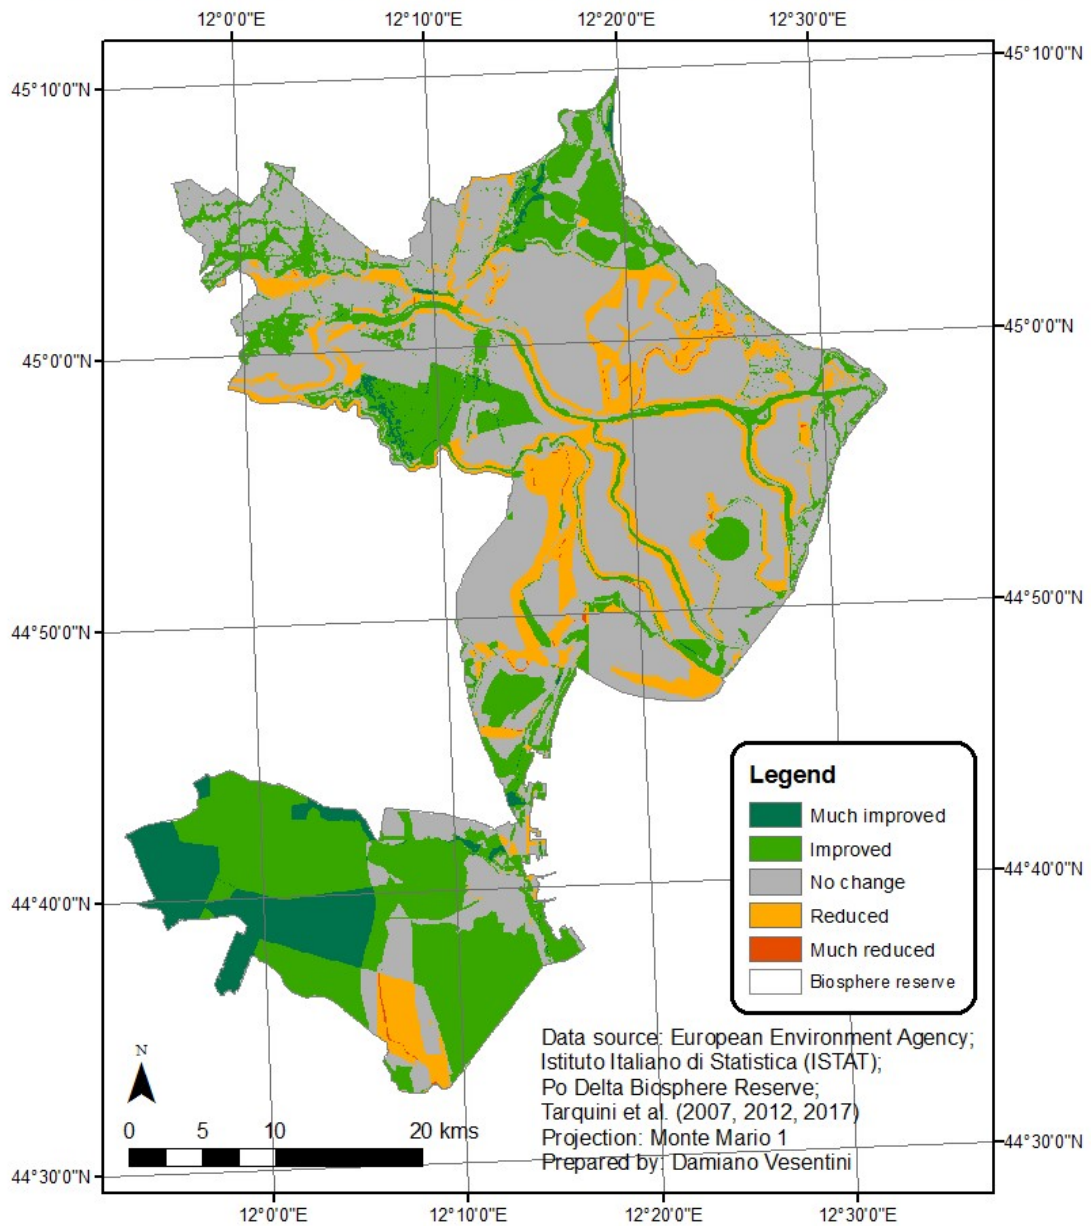 12°0'0"E 12°10'0"E 12°20'0"E 12°30'0"E
45°10'0"N
45°10'0"N
45°0'0"N
45°0'0"N
44°50'0"N
44°50'0"N
44°40'0"N
44°40'0"N
44°30'0"N
44°30'0"N
Legend
Much improved
Improved
No change
Reduced
Much reduced
Biosphere reserve
Data source: European Environment Agency;
Istituto Italiano di Statistica (ISTAT);
Po Delta Biosphere Reserve;
Tarquini et al. (2007, 2012, 2017)
Projection: Monte Mario 1
Prepared by: Damiano Vesentini
N
0 5 10 20 kms
12°0'0"E 12°10'0"E 12°20'0"E 12°30'0"E